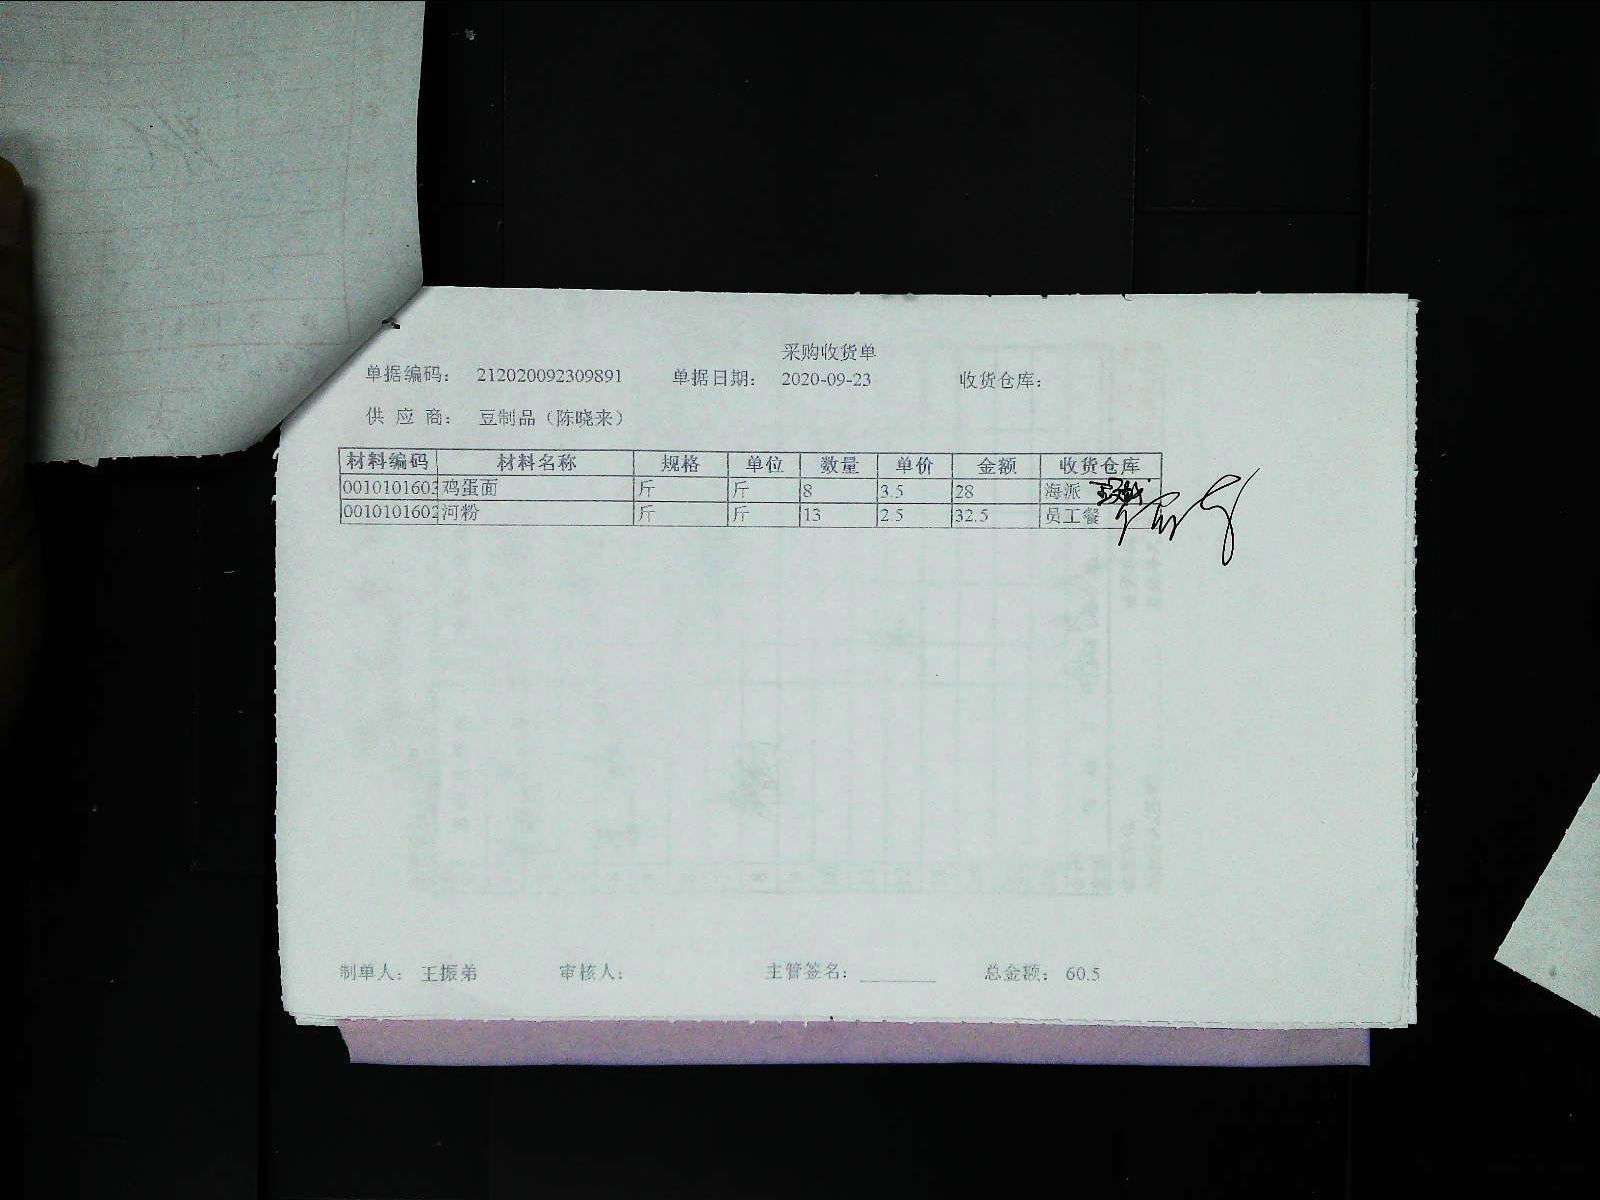 采购收货单
单据编码： 212020092309891 单据日期： 2020-09-23 收货仓库：
供 应 商： 豆制品（陈晓来）
材料编码 材料名称 规格 单位 数量 单价 金额 收货仓库
0010101603 鸡蛋面 斤 斤 8 3.5 28 海派
0010101602 河粉 斤 斤 13 2.5 32.5 员工餐
制单人： 王振弟 审核人： 主管签名： 总金额： 60.5